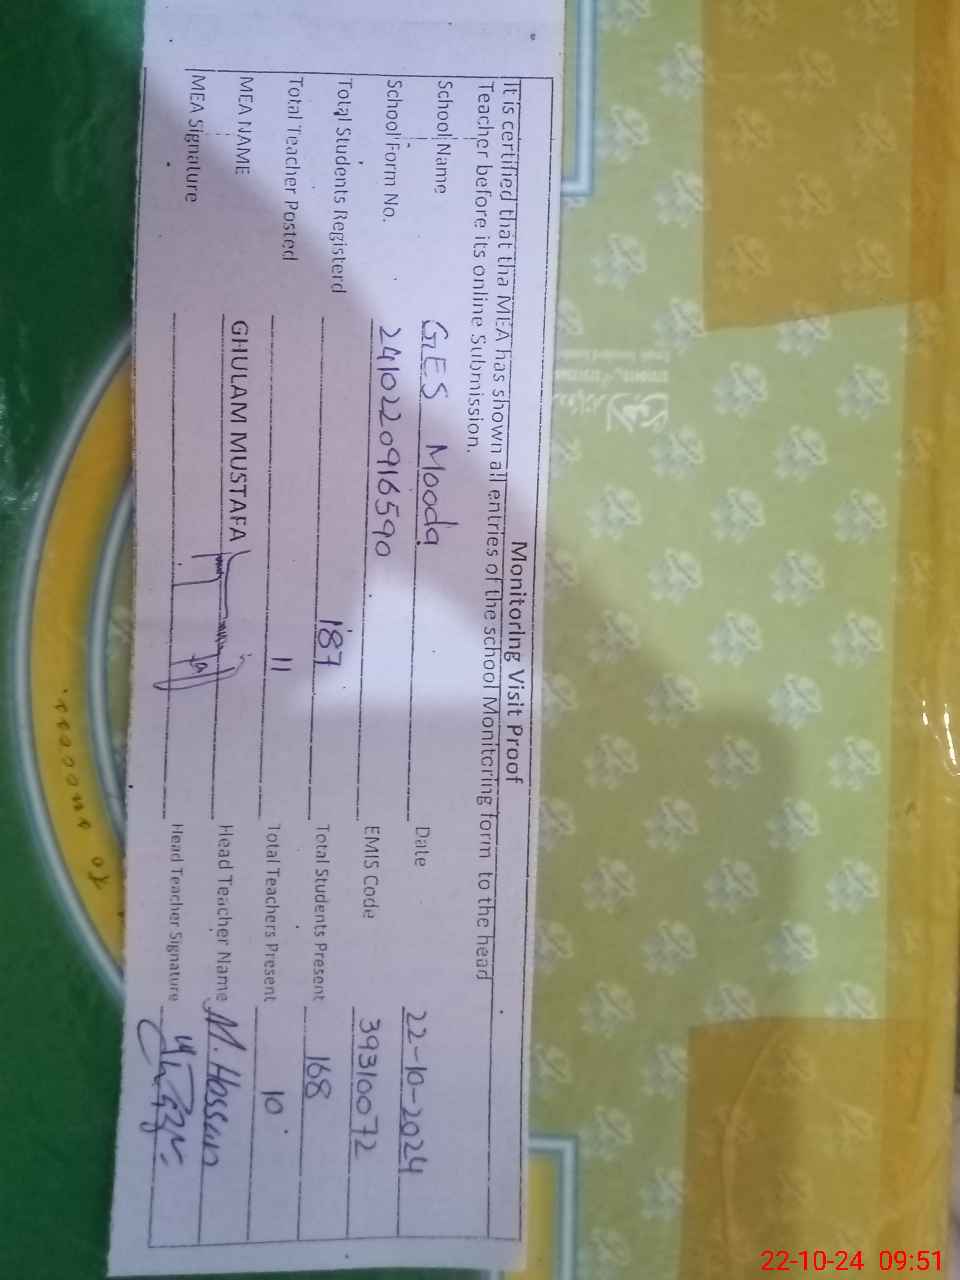 Monitoring Visit Proof
It is certified that tha MEA has shown all entries of the school Monitoring form to the head
Teacher before its online Submission.
School Name GES Mooda Date 22-10-2024
School Form No. 2410220916590 EMIS Code 39310072
Total Students Registerd 187 Total Students Present 168
Total Teacher Posted 11 Total Teachers Present 10
MEA NAME GHULAM MUSTAFA Head Teacher Name M. Hassan
MEA Signature Head Teacher Signature
22-10-24 09:51